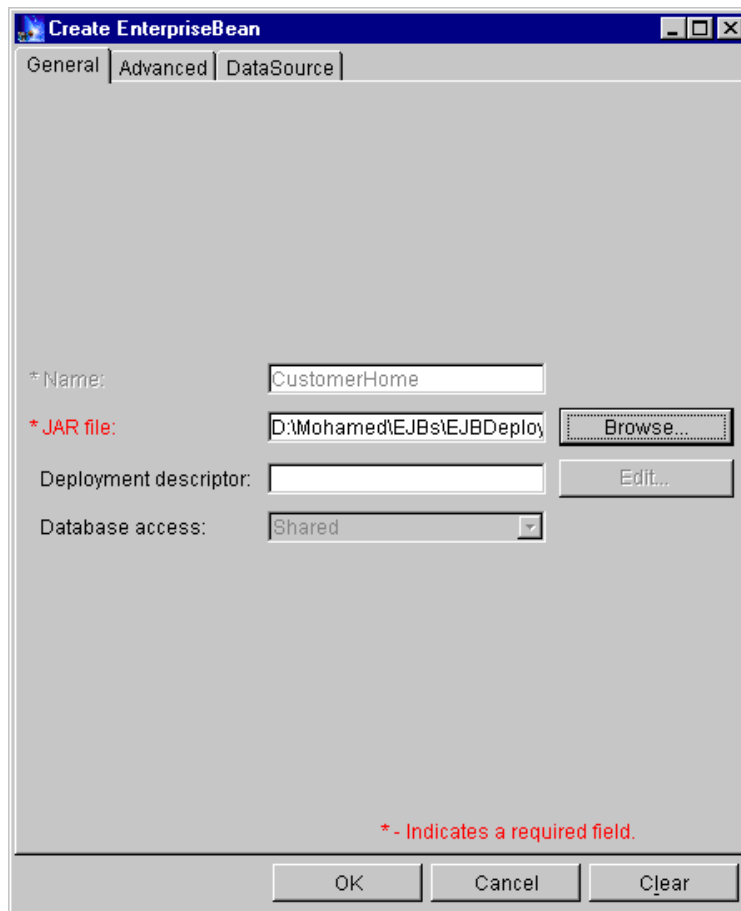 Create EnterpriseBean
General Advanced DataSource
* Name: CustomerHome
* JAR file: D:\Mohamed\EJBs\EJBDeploy Browse...
Deployment descriptor: Edit...
Database access: Shared
* - Indicates a required field.
OK Cancel Clear